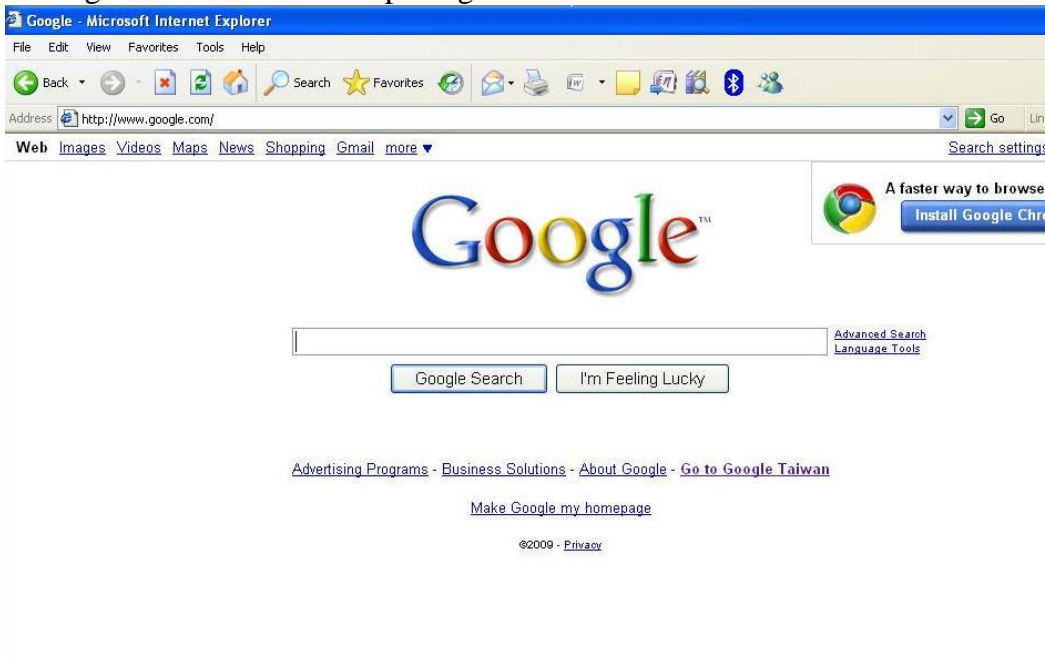 Google - Microsoft Internet Explorer
File Edit View Favorites Tools Help
Back Search Favorites
Address http://www.google.com/ Go Lin
Web Images Videos Maps News Shopping Gmail more ▼ Search settings
A faster way to browse
Install Google Chr
Google™
Advanced Search
Language Tools
Google Search I'm Feeling Lucky
Advertising Programs - Business Solutions - About Google - Go to Google Taiwan
Make Google my homepage
©2009 - Privacy